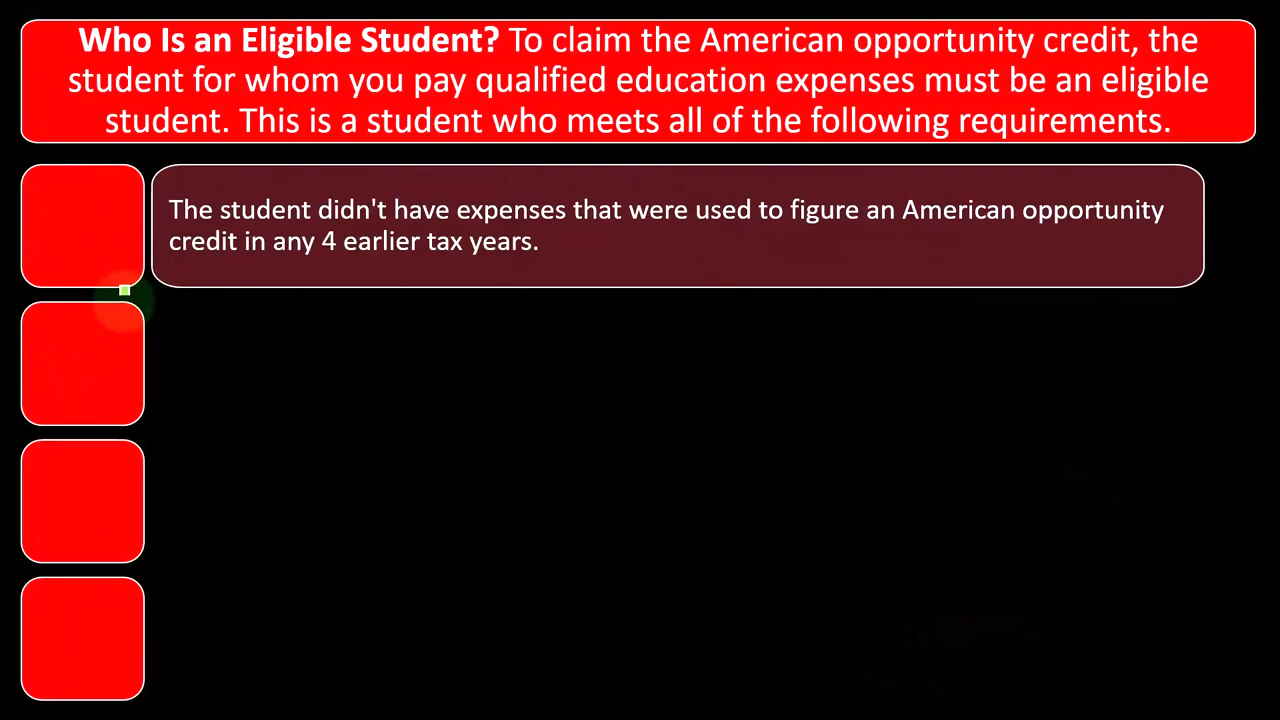 Who Is an Eligible Student? To claim the American opportunity credit, the
student for whom you pay qualified education expenses must be an eligible
student. This is a student who meets all of the following requirements.
The student didn't have expenses that were used to figure an American opportunity
credit in any 4 earlier tax years.